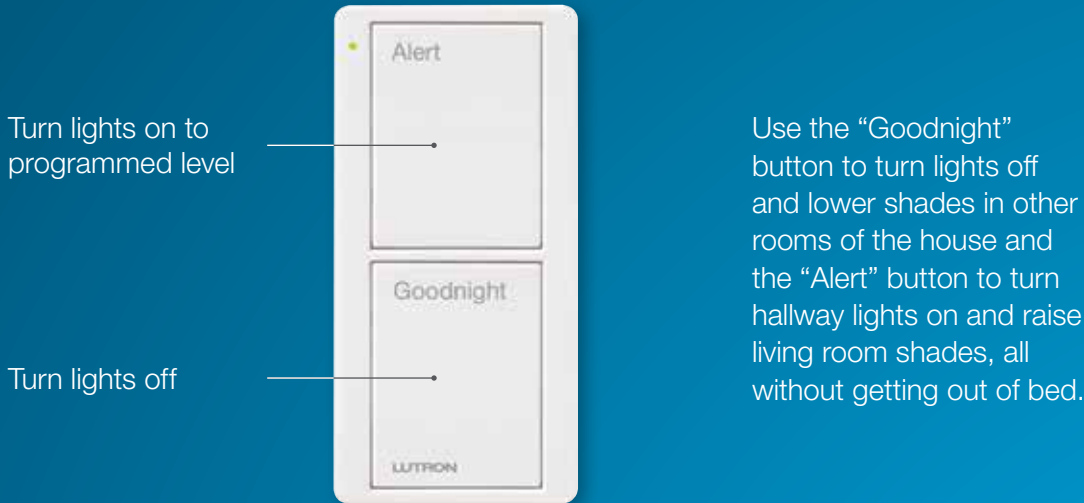 Alert
Turn lights on to
programmed level
Goodnight
Turn lights off
LUTRON
Use the “Goodnight”
button to turn lights off
and lower shades in other
rooms of the house and
the “Alert” button to turn
hallway lights on and raise
living room shades, all
without getting out of bed.